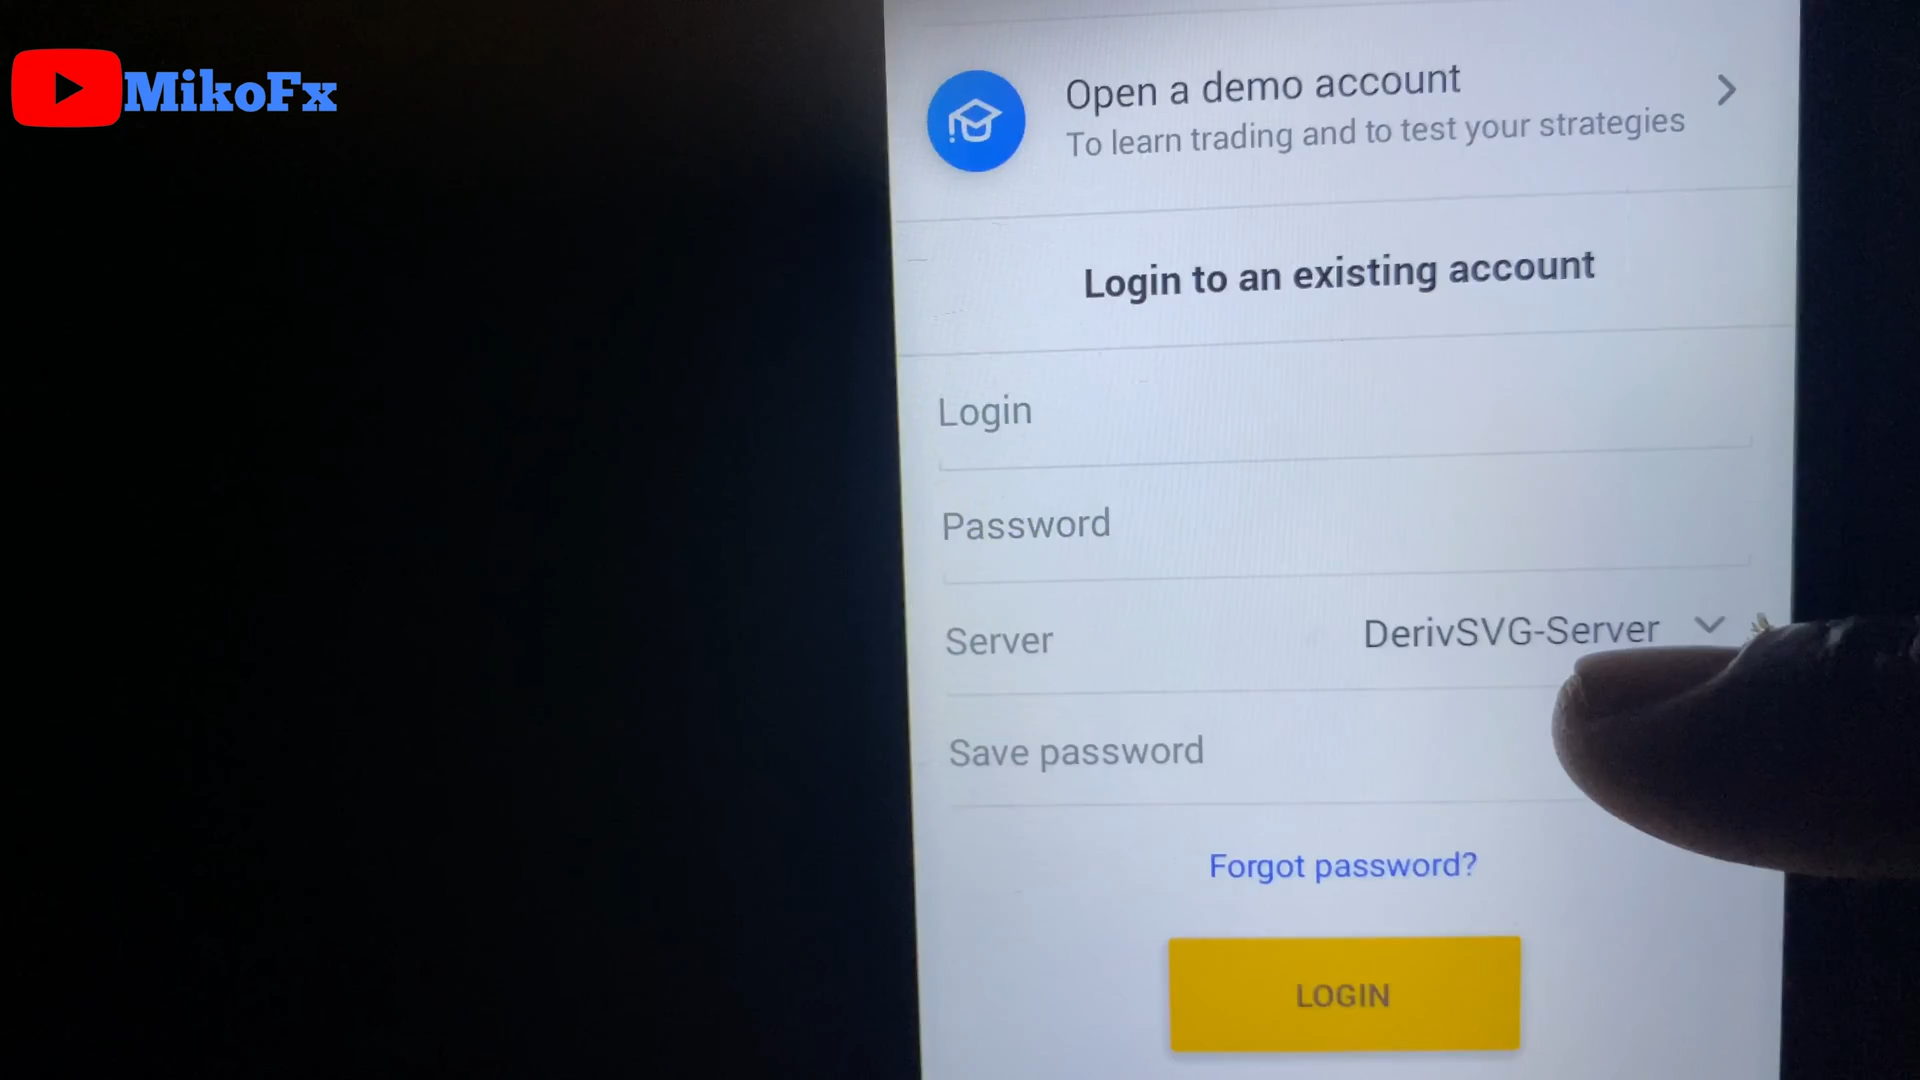 MikoFx
Open a demo account
To learn trading and to test your strategies
Login to an existing account
Login
Password
Server DerivSVG-Server
Save password
Forgot password?
LOGIN